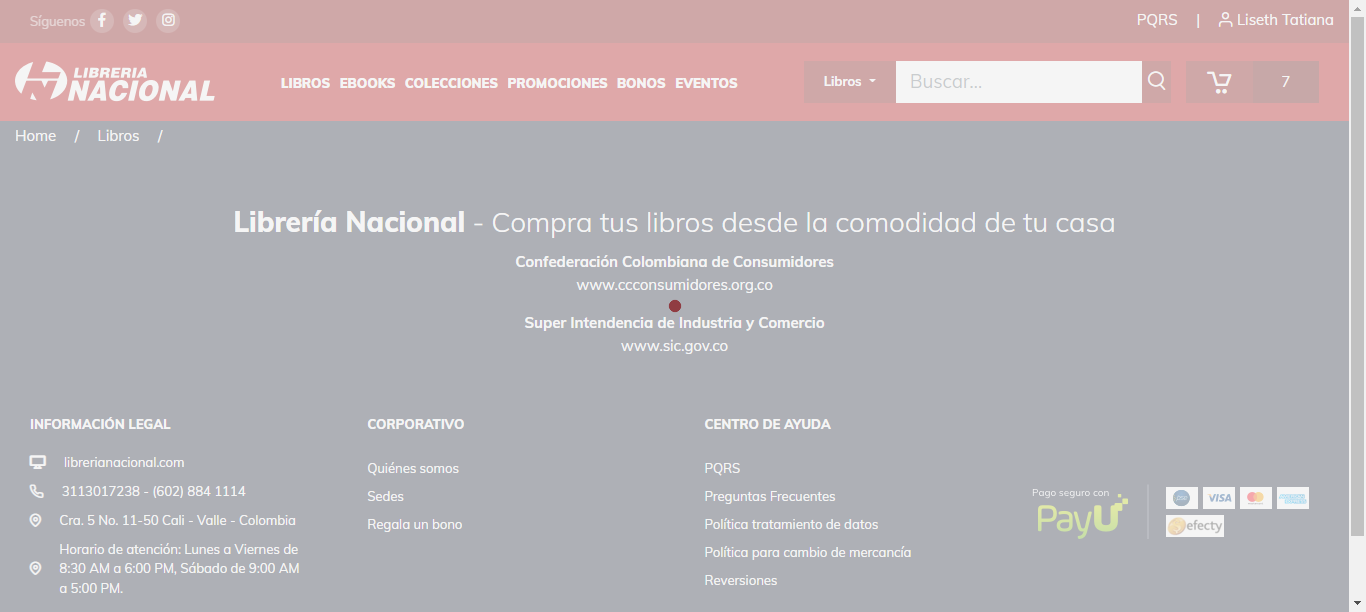 Síguenos
PQRS | Liseth Tatiana
LIBRERIA
NACIONAL
LIBROS EBOOKS COLECCIONES PROMOCIONES BONOS EVENTOS
Libros Buscar... 7
Home / Libros /
Librería Nacional - Compra tus libros desde la comodidad de tu casa
Confederación Colombiana de Consumidores
www.ccconsumidores.org.co
Super Intendencia de Industria y Comercio
www.sic.gov.co
INFORMACIÓN LEGAL
librerianacional.com
3113017238 - (602) 884 1114
Cra. 5 No. 11-50 Cali - Valle - Colombia
Horario de atención: Lunes a Viernes de
8:30 AM a 6:00 PM, Sábado de 9:00 AM
a 5:00 PM.
CORPORATIVO
Quiénes somos
Sedes
Regala un bono
CENTRO DE AYUDA
PQRS
Preguntas Frecuentes
Política tratamiento de datos
Política para cambio de mercancía
Reversiones
Pago seguro con
PayU
VISA
efecty